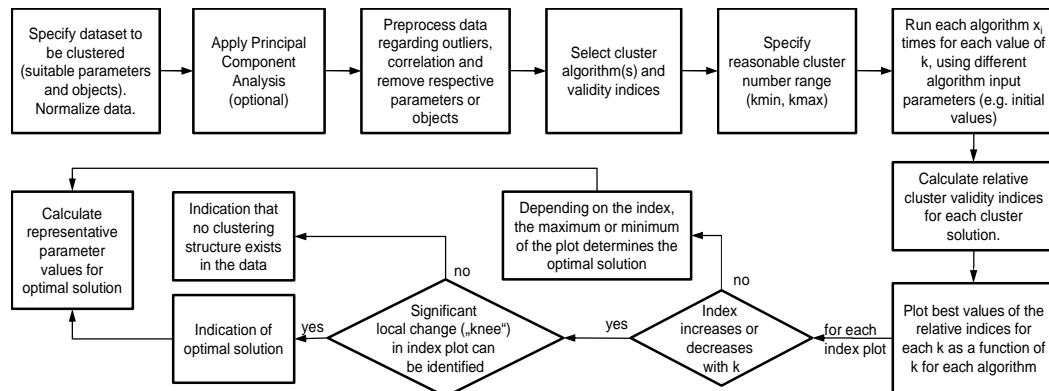 Specify dataset to
be clustered
(suitable parameters
and objects).
Normalize data.
Apply Principal
Component
Analysis
(optional)
Preprocess data
regarding outliers,
correlation and
remove respective
parameters or
objects
Select cluster
algorithm(s) and
validity indices
Specify
reasonable cluster
number range
(kmin, kmax)
Run each algorithm xi
times for each value of
k, using different
algorithm input
parameters (e.g. initial
values)
Calculate relative
cluster validity indices
for each cluster
solution.
Plot best values of the
relative indices for
each k as a function of
k for each algorithm
for each
index plot
Index
increases or
decreases
with k
no
yes
Depending on the index,
the maximum or minimum
of the plot determines the
optimal solution
Significant
local change („knee“)
in index plot can
be identified
no
yes
Indication that
no clustering
structure exists
in the data
Indication of
optimal solution
Calculate
representative
parameter
values for
optimal solution